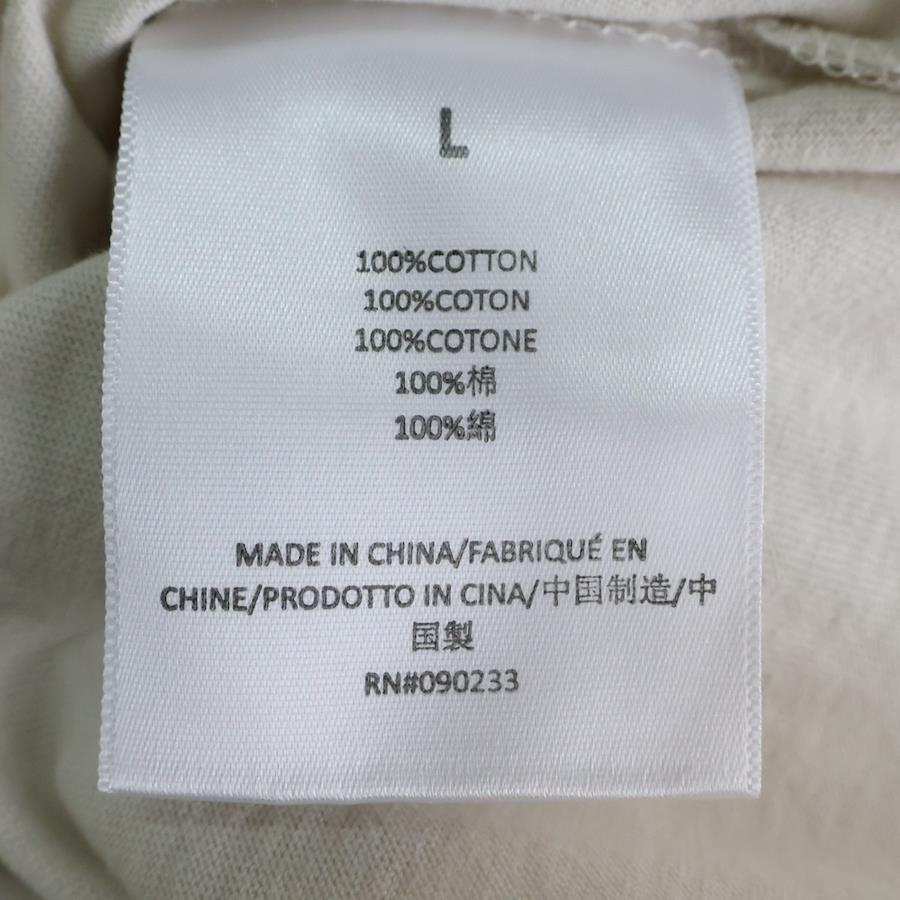 L
100%COTTON
100%COTON
100%COTONE
100%棉
100%綿
MADE IN CHINA/FABRIQUÉ EN
CHINE/PRODOTTO IN CINA/中国制造/中
国製
RN#090233